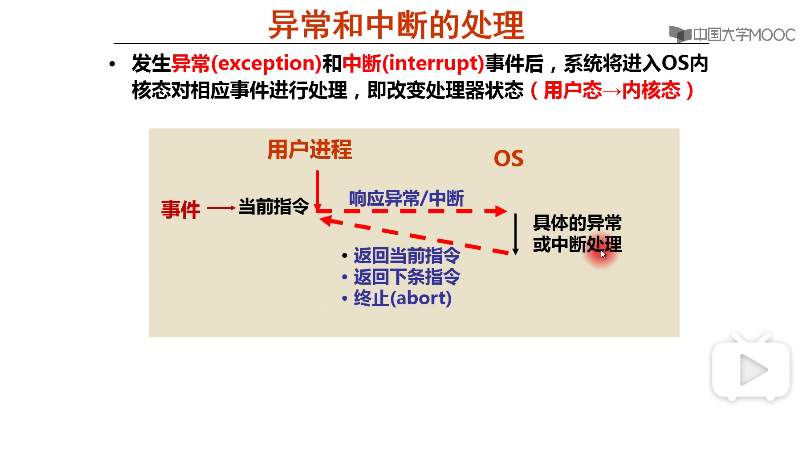 异常和中断的处理
中国大学MOOC
• 发生异常(exception)和中断(interrupt)事件后，系统将进入OS内
核态对相应事件进行处理，即改变处理器状态（用户态→内核态）
用户进程
OS
事件
当前指令
响应异常/中断
具体的异常
或中断处理
• 返回当前指令
• 返回下条指令
• 终止(abort)